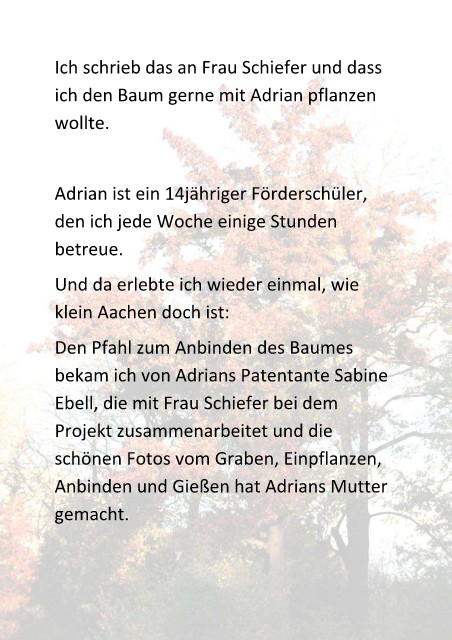 Ich schrieb das an Frau Schiefer und dass
ich den Baum gerne mit Adrian pflanzen
wollte.
Adrian ist ein 14jähriger Förderschüler,
den ich jede Woche einige Stunden
betreue.
Und da erlebte ich wieder einmal, wie
klein Aachen doch ist:
Den Pfahl zum Anbinden des Baumes
bekam ich von Adrians Patentante Sabine
Ebell, die mit Frau Schiefer bei dem
Projekt zusammenarbeitet und die
schönen Fotos vom Graben, Einpflanzen,
Anbinden und Gießen hat Adrians Mutter
gemacht.